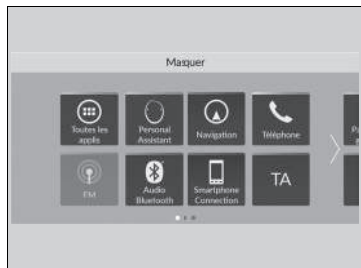 Masquer
Toutes les
applis
Personal
Assistant
Navigation
Téléphone
FM
Audio
Bluetooth
Smartphone
Connection
TA